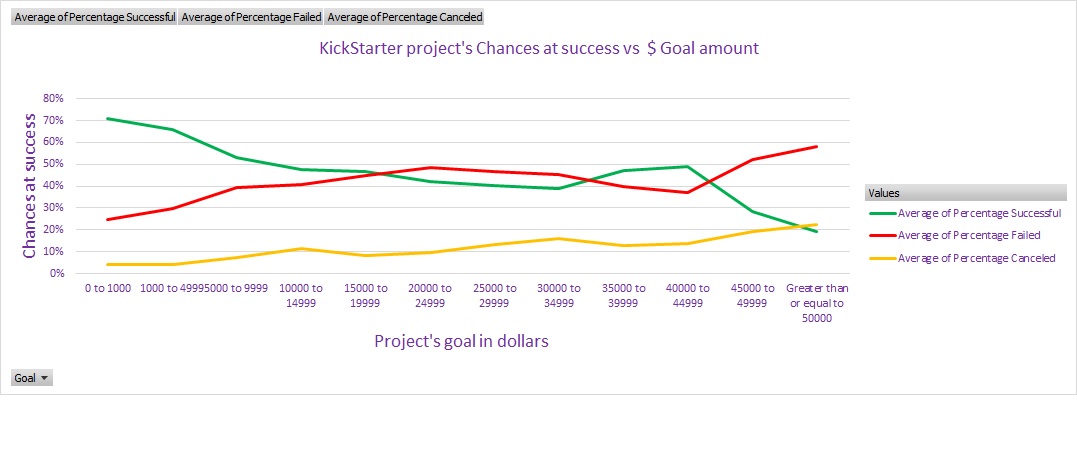 Average of Percentage Successful Average of Percentage Failed Average of Percentage Canceled
KickStarter project's Chances at success vs $ Goal amount
80%
70%
60%
50%
40%
30%
20%
10%
0%
Chances at success
0 to 1000 1000 to 4999 5000 to 9999 10000 to 15000 to 20000 to 25000 to 30000 to 35000 to 40000 to 45000 to Greater than
14999 19999 24999 29999 34999 39999 44999 49999 or equal to
50000
Project's goal in dollars
Values
Average of Percentage Successful
Average of Percentage Failed
Average of Percentage Canceled
Goal